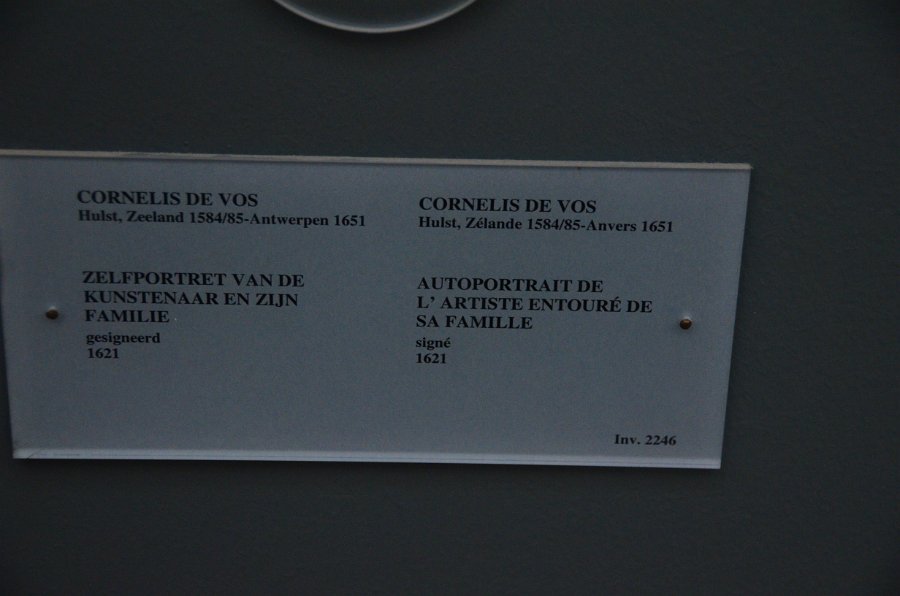 CORNELIS DE VOS
Hulst, Zeeland 1584/85-Antwerpen 1651
ZELFPORTRET VAN DE
KUNSTENAAR EN ZIJN
FAMILIE
gesigneerd
1621
CORNELIS DE VOS
Hulst, Zélande 1584/85-Anvers 1651
AUTOPORTRAIT DE
L' ARTISTE ENTOURÉ DE
SA FAMILLE
signé
1621
Inv. 2246